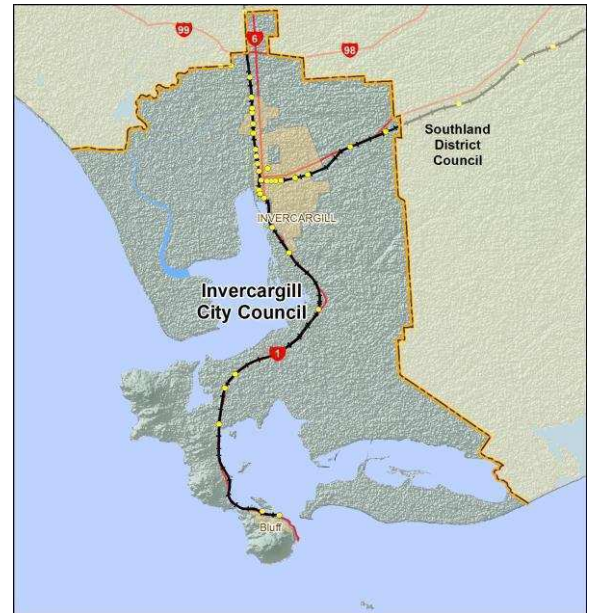 99
6
98
Southland
District
Council
INVERCARGILL
Invercargill
City Council
1
Bluff